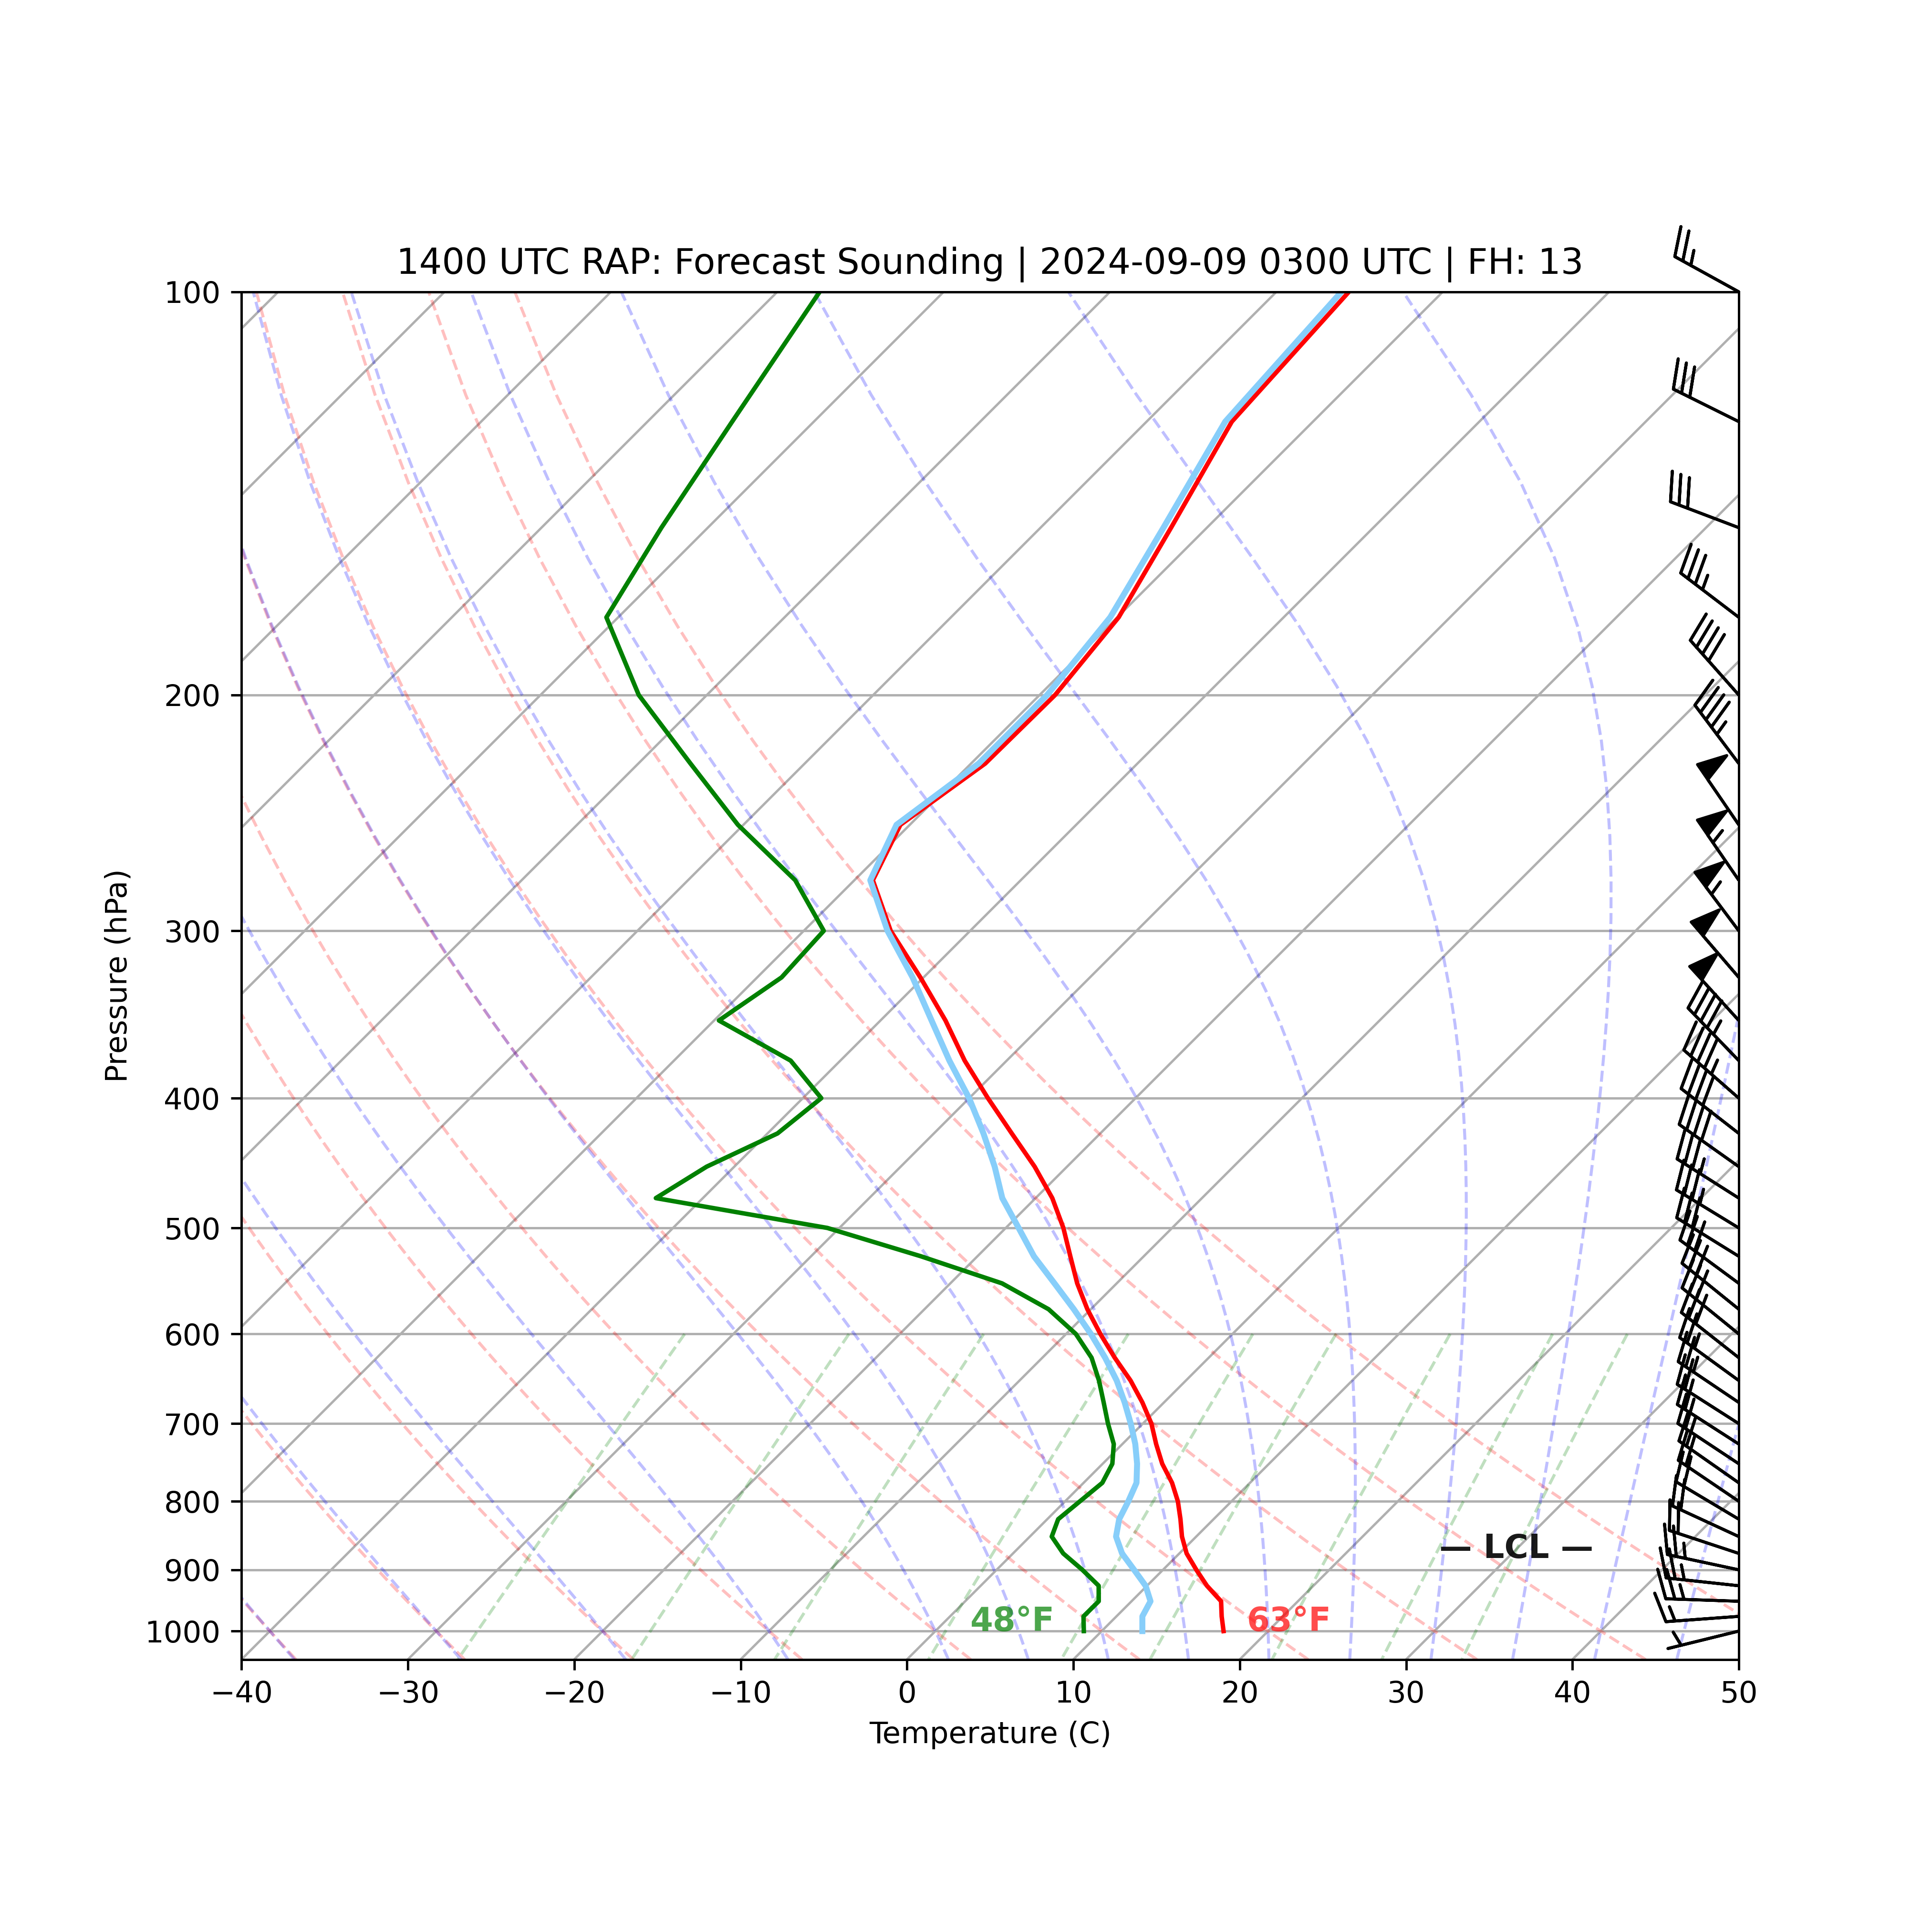 1400 UTC RAP: Forecast Sounding | 2024-09-09 0300 UTC | FH: 13
100
200
300
400
500
600
700
800
900
1000
Pressure (hPa)
— LCL —
48°F
63°F
−40 −30 −20 −10 0 10 20 30 40 50
Temperature (C)